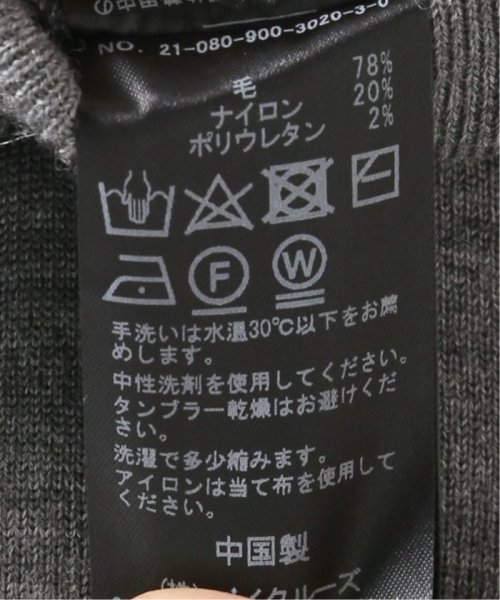 NO. 21-080-900-3020-3-0
毛 78%
ナイロン 20%
ポリウレタン 2%
F W
手洗いは水温30℃以下をお薦
めします。
中性洗剤を使用してください。
タンブラー乾燥はお避けくだ
さい。
洗濯で多少縮みます。
アイロンは当て布を使用して
ください。
中国製
イクルーズ